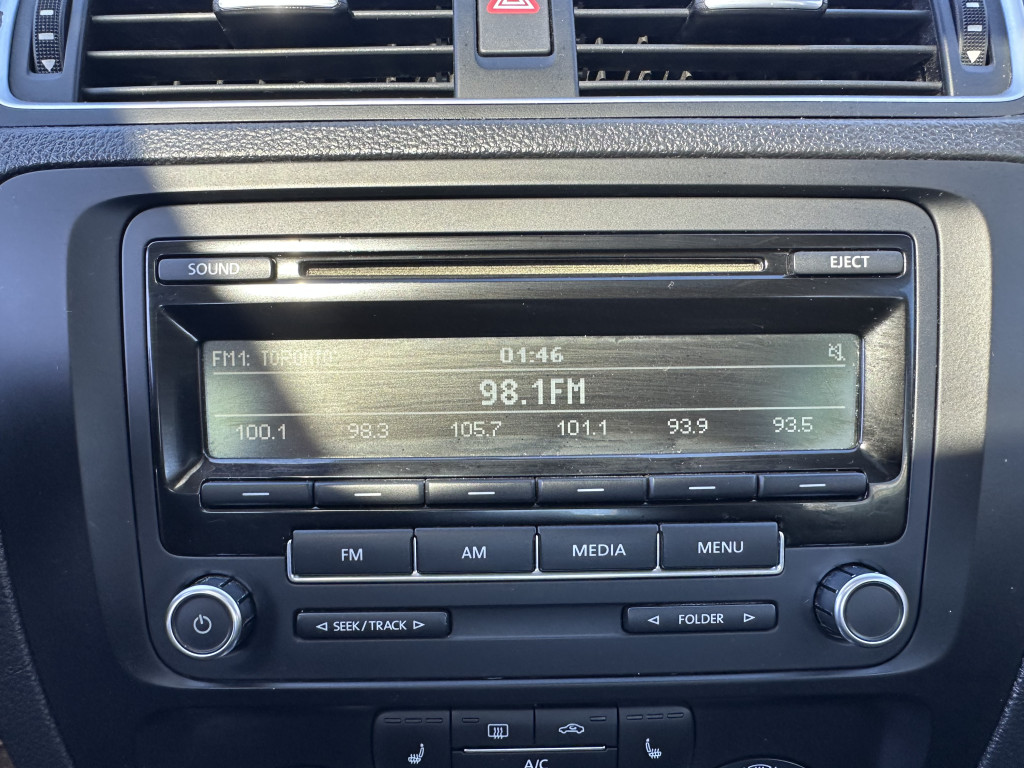 SOUND
EJECT
FM1: TORONTO
01:46
98.1FM
100.1 98.3 105.7 101.1 93.9 93.5
FM AM MEDIA MENU
SEEK/TRACK
FOLDER
A/C